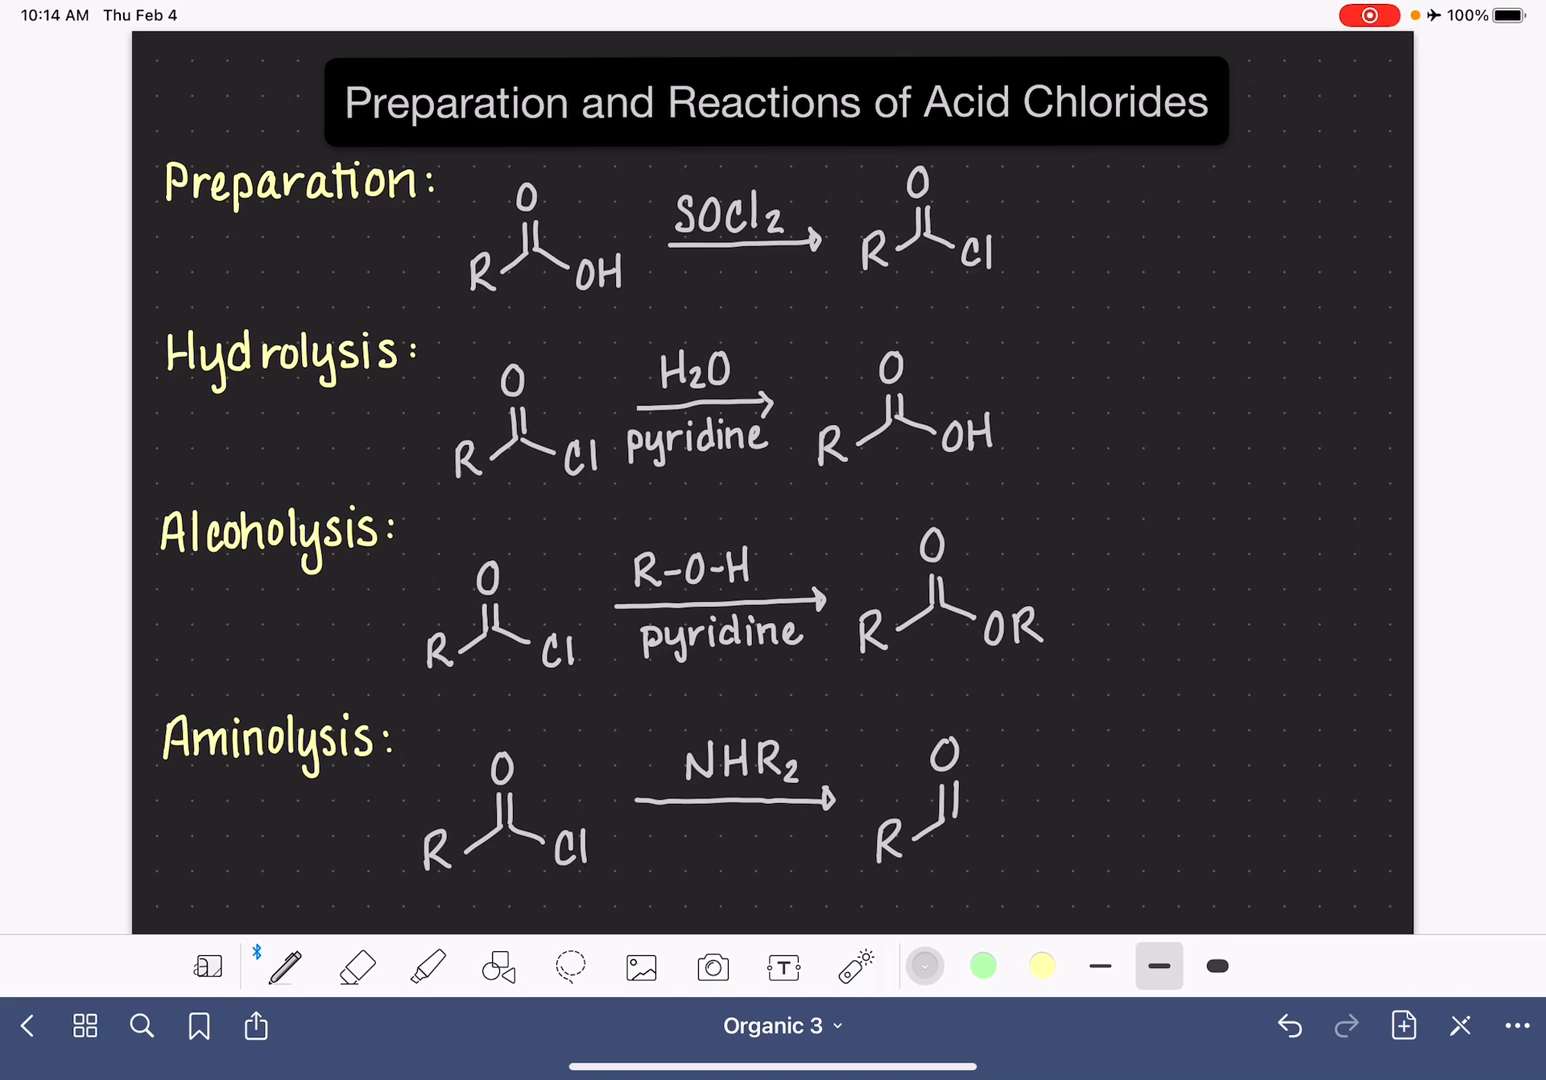 10:14 AM Thu Feb 4
100%
Preparation and Reactions of Acid Chlorides
Preparation:
O
R OH
SOCl2
O
R Cl
Hydrolysis:
O
R Cl
H2O
pyridine
O
R OH
Alcoholysis:
O
R Cl
R-O-H
pyridine
O
R OR
Aminolysis:
O
R Cl
NHR2
O
R
T
Organic 3